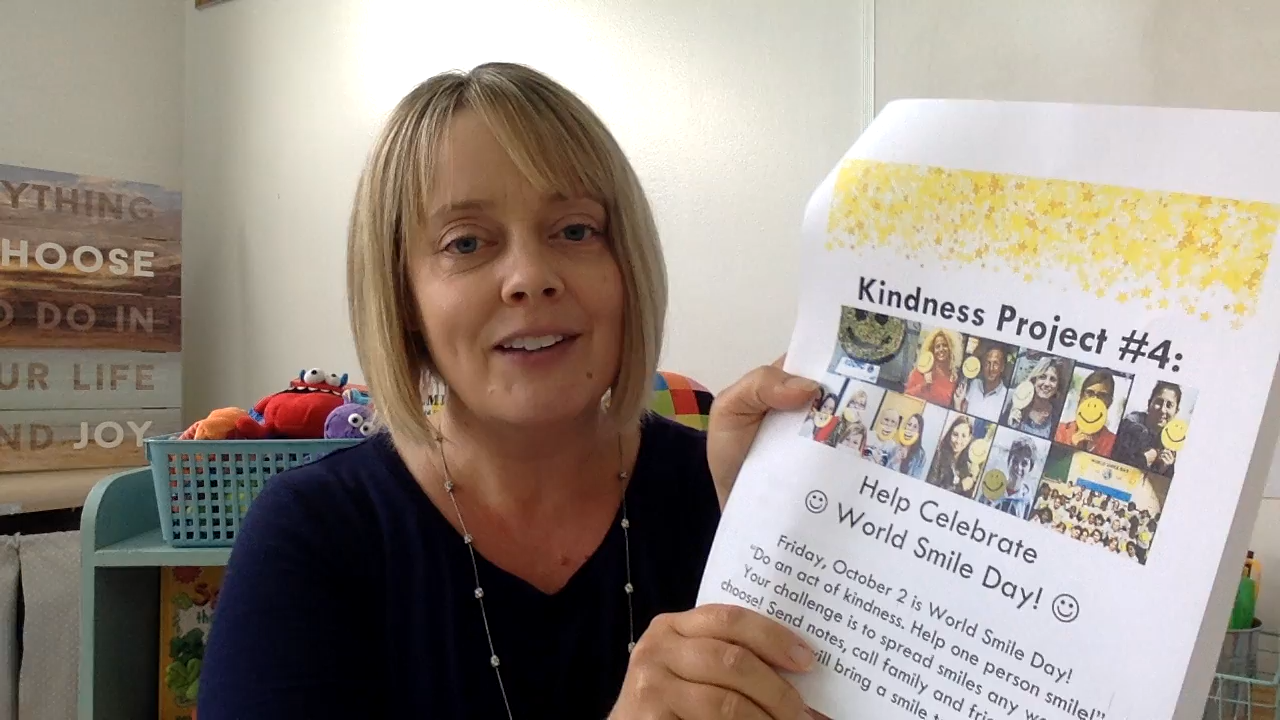 YTHING
HOOSE
O DO IN
UR LIFE
ND JOY
Kindness Project #4:
Help Celebrate
☺ World Smile Day! ☺
Friday, October 2 is World Smile Day!
"Do an act of kindness. Help one person smile!"
Your challenge is to spread smiles any w
choose! Send notes, call family and frie
will bring a smile t